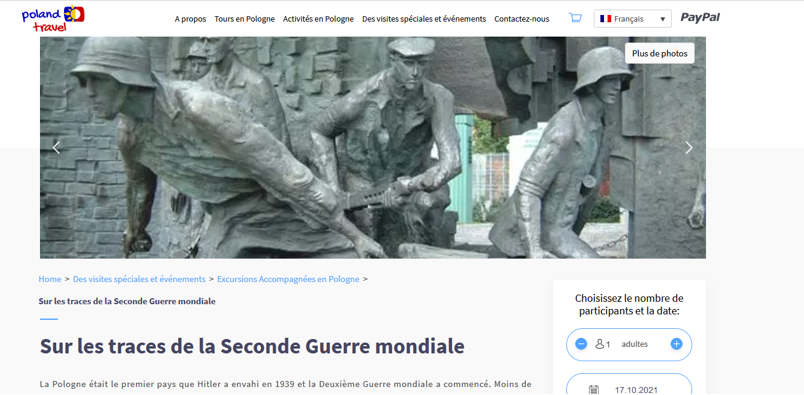 poland
travel
A propos Tours en Pologne Activités en Pologne Des visites spéciales et événements Contactez-nous Français PayPal
Plus de photos
Home > Des visites spéciales et événements > Excursions Accompagnées en Pologne >
Sur les traces de la Seconde Guerre mondiale
Sur les traces de la Seconde Guerre mondiale
La Pologne était le premier pays que Hitler a envahi en 1939 et la Deuxième Guerre mondiale a commencé. Moins de
Choisissez le nombre de
participants et la date:
1 adultes
17.10.2021